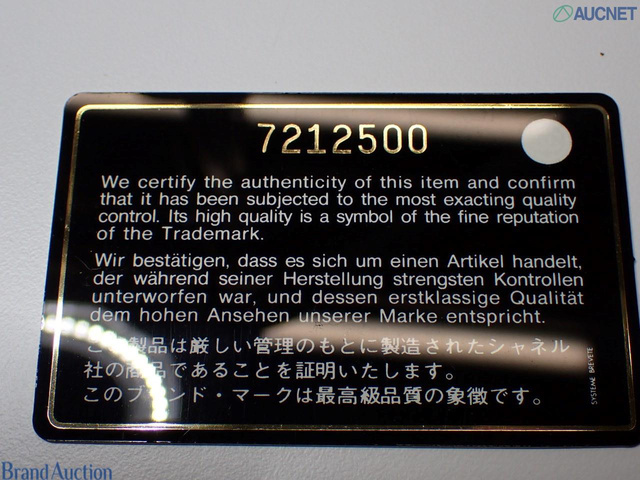 AUCNET
7212500
We certify the authenticity of this item and confirm
that it has been subjected to the most exacting quality
control. Its high quality is a symbol of the fine reputation
of the Trademark.
Wir bestätigen, dass es sich um einen Artikel handelt,
der während seiner Herstellung strengsten Kontrollen
unterworfen war, und dessen erstklassige Qualität
dem hohen Ansehen unserer Marke entspricht.
この製品は厳しい管理のもとに製造されたシャネル
社の商品であることを証明いたします。
このブランド・マークは最高級品質の象徴です。
SYSTEME BREVETE
Brand Auction